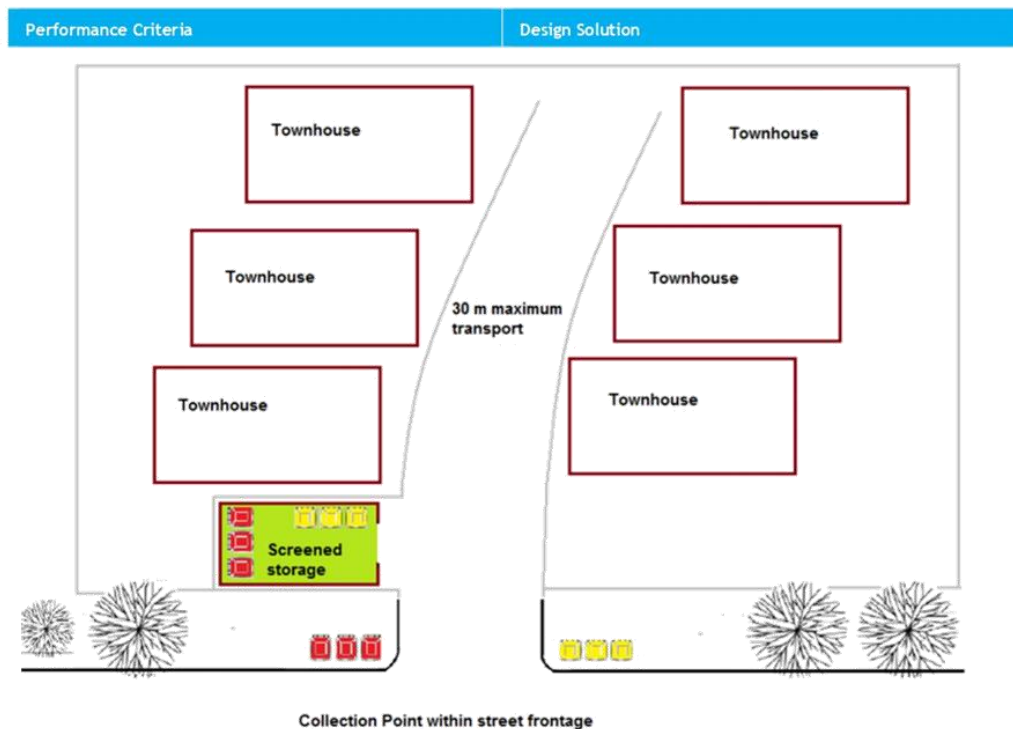 Performance Criteria
Design Solution
Townhouse
Townhouse
Townhouse
Townhouse
30 m maximum
transport
Townhouse
Townhouse
Screened
storage
Collection Point within street frontage